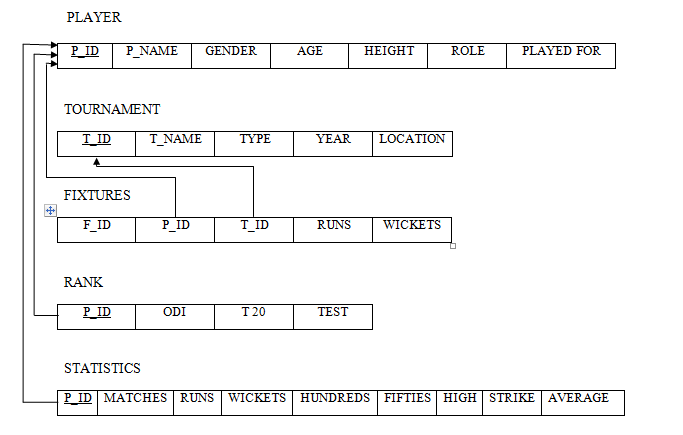 PLAYER
P_ID P_NAME GENDER AGE HEIGHT ROLE PLAYED FOR
TOURNAMENT
T_ID T_NAME TYPE YEAR LOCATION
FIXTURES
F_ID P_ID T_ID RUNS WICKETS
RANK
P_ID ODI T 20 TEST
STATISTICS
P_ID MATCHES RUNS WICKETS HUNDREDS FIFTIES HIGH STRIKE AVERAGE